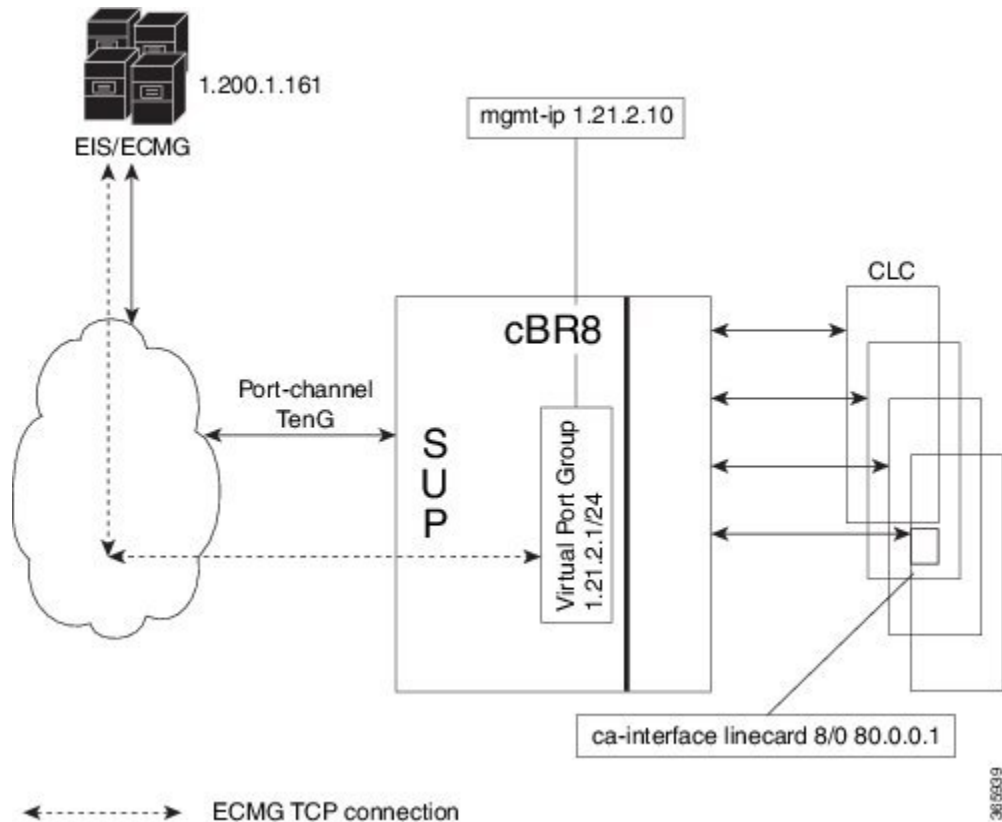 1.200.1.161
EIS/ECMG
mgmt-ip 1.21.2.10
CLC
cBR8
Port-channel
TenG
SUP
Virtual Port Group
1.21.2.1/24
ca-interface linecard 8/0 80.0.0.1
ECMG TCP connection
365939